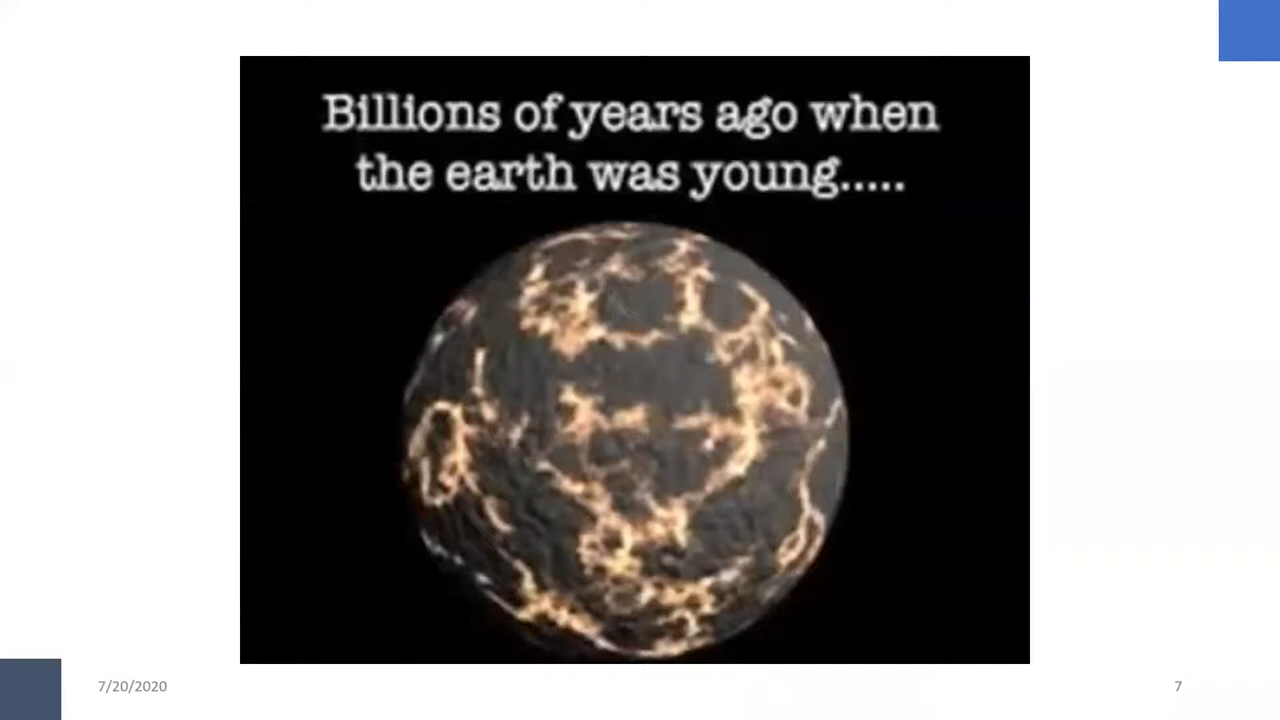 Billions of years ago when
the earth was young.....
7/20/2020
7